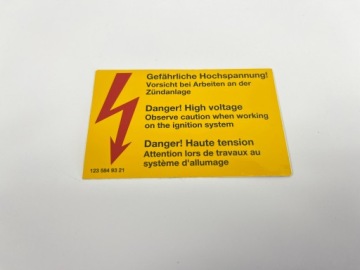 Gefährliche Hochspannung!
Vorsicht bei Arbeiten an der
Zündanlage
Danger! High voltage
Observe caution when working
on the ignition system
Danger! Haute tension
Attention lors de travaux au
système d'allumage
123 584 83 21